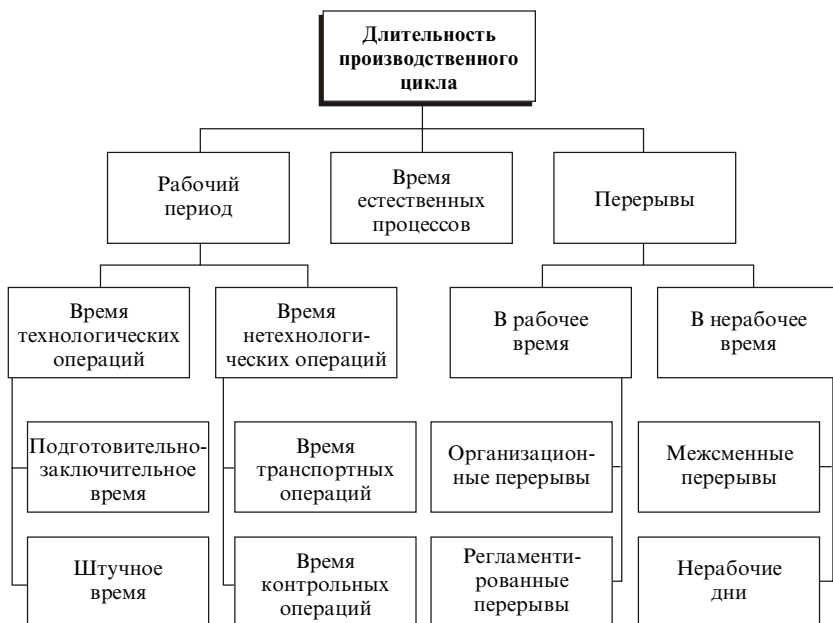 Длительность
производственного
цикла
Рабочий
период
Время
естественных
процессов
Перерывы
Время
технологических
операций
Время
нетехнологи-
ческих операций
В рабочее
время
В нерабочее
время
Подготовительно-
заключительное
время
Время
транспортных
операций
Организацион-
ные перерывы
Межсменные
перерывы
Штучное
время
Время
контрольных
операций
Регламенти-
рованные
перерывы
Нерабочие
дни